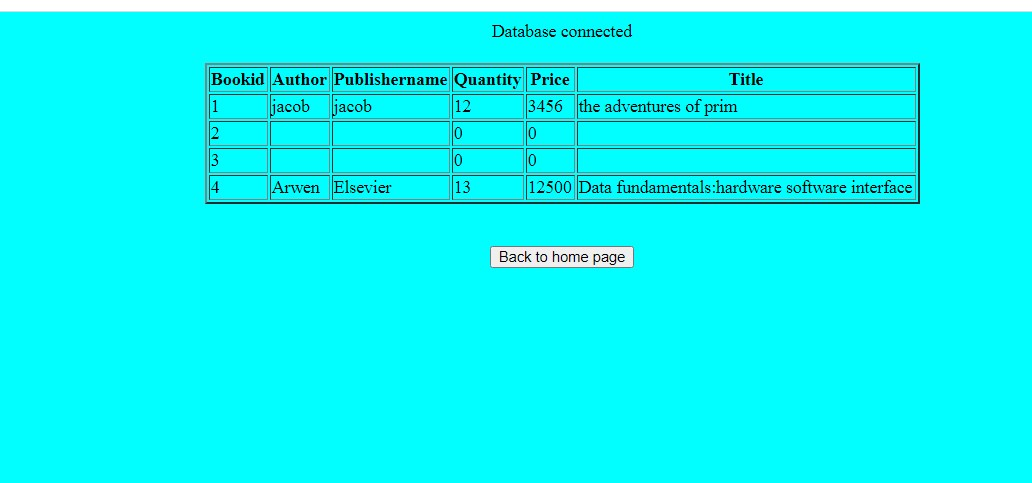 Database connected
Bookid Author Publishername Quantity Price Title
1 jacob jacob 12 3456 the adventures of prim
2 0 0
3 0 0
4 Arwen Elsevier 13 12500 Data fundamentals:hardware software interface
Back to home page